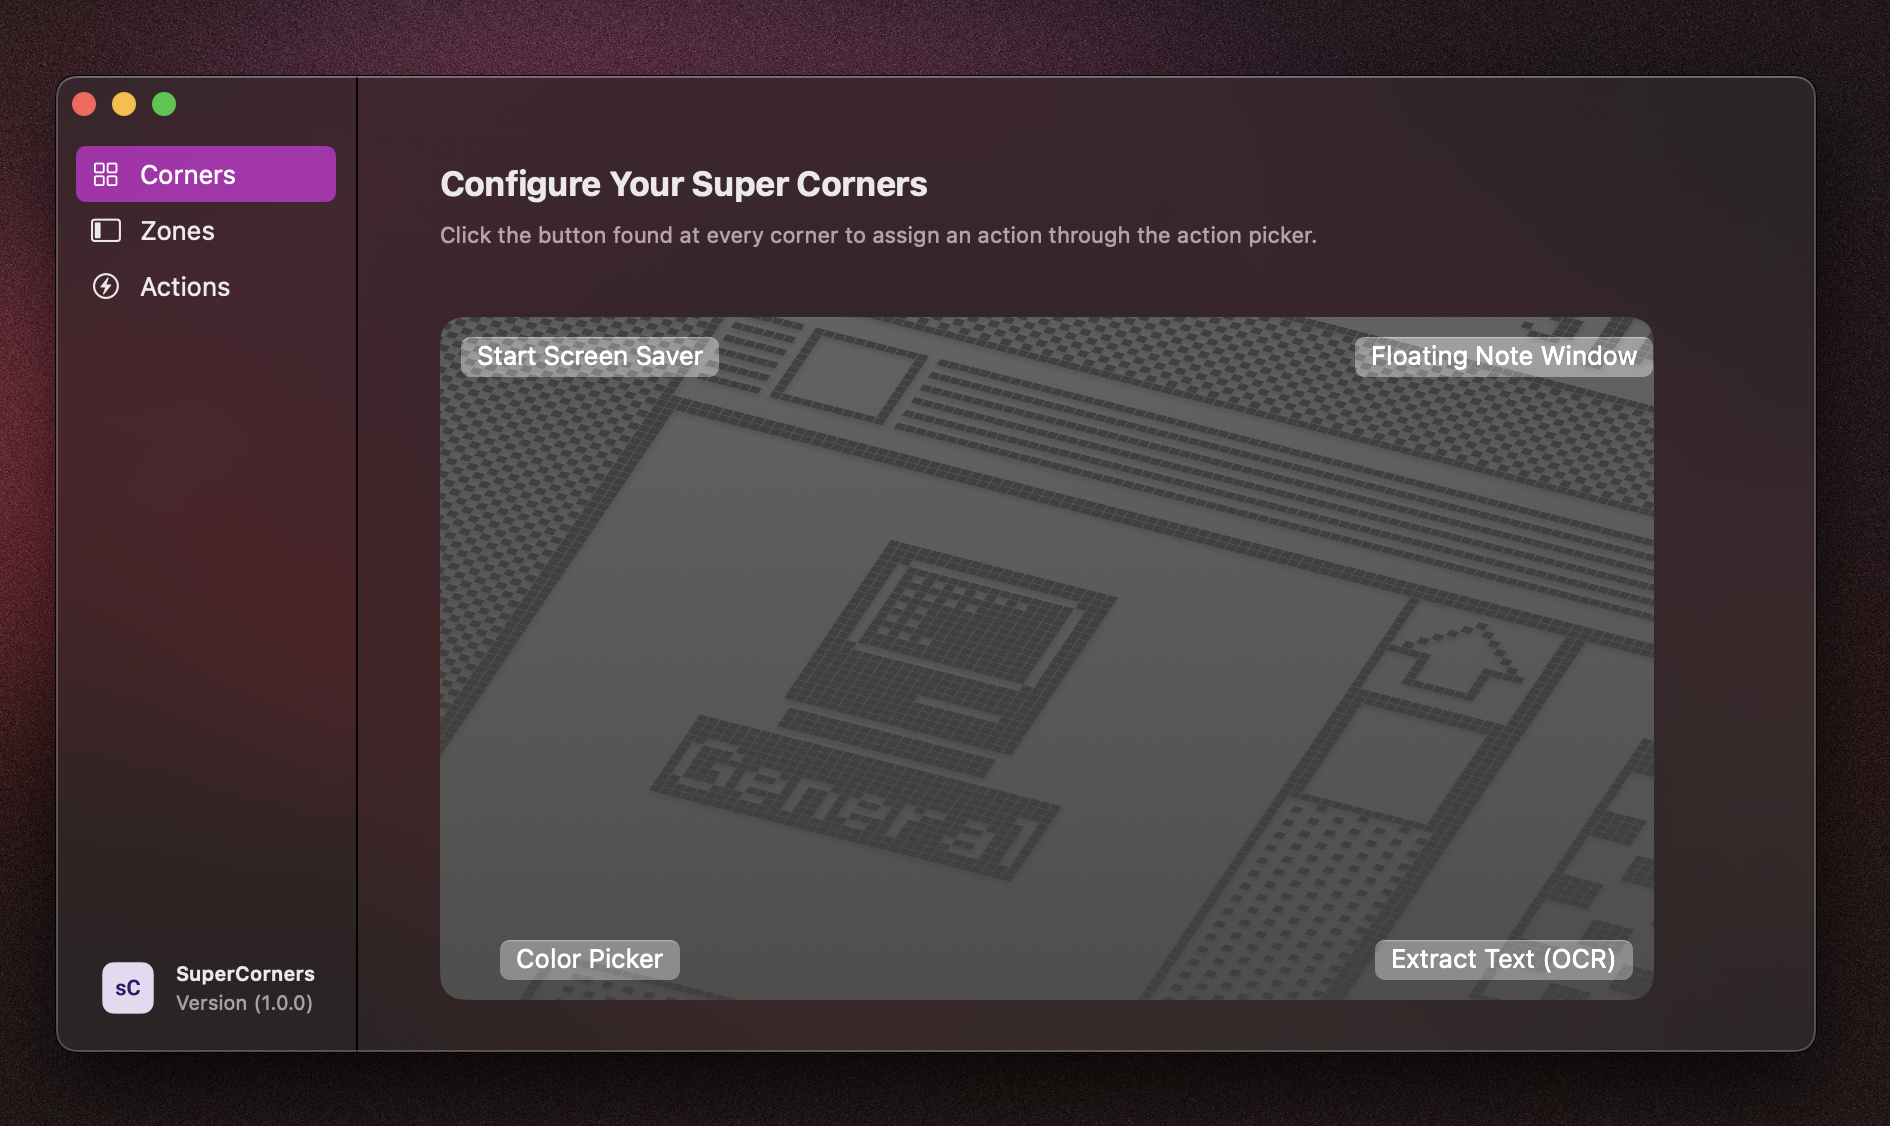 Corners
Zones
Actions
Configure Your Super Corners
Click the button found at every corner to assign an action through the action picker.
Start Screen Saver
Floating Note Window
General
Color Picker
Extract Text (OCR)
sC
SuperCorners
Version (1.0.0)